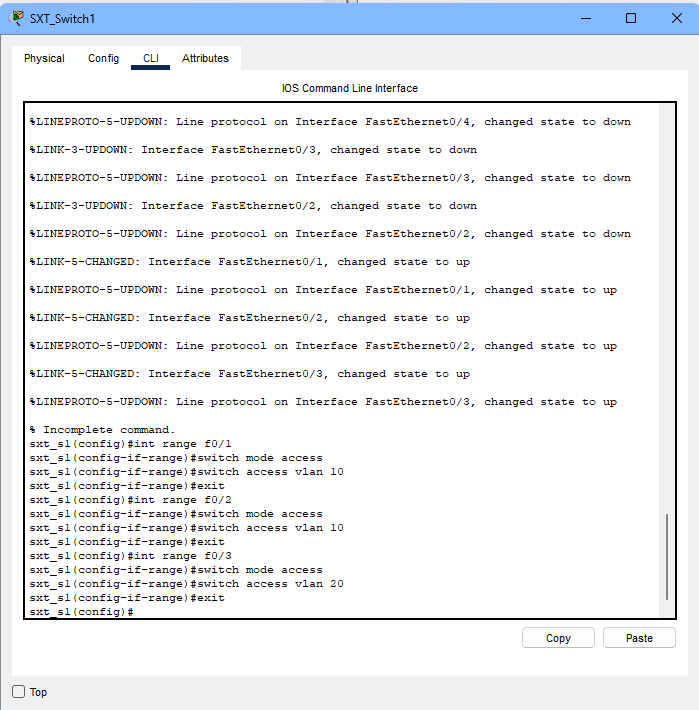 SXT_Switch1
Physical Config CLI Attributes
IOS Command Line Interface
%LINEPROTO-5-UPDOWN: Line protocol on Interface FastEthernet0/4, changed state to down
%LINK-3-UPDOWN: Interface FastEthernet0/3, changed state to down
%LINEPROTO-5-UPDOWN: Line protocol on Interface FastEthernet0/3, changed state to down
%LINK-3-UPDOWN: Interface FastEthernet0/2, changed state to down
%LINEPROTO-5-UPDOWN: Line protocol on Interface FastEthernet0/2, changed state to down
%LINK-5-CHANGED: Interface FastEthernet0/1, changed state to up
%LINEPROTO-5-UPDOWN: Line protocol on Interface FastEthernet0/1, changed state to up
%LINK-5-CHANGED: Interface FastEthernet0/2, changed state to up
%LINEPROTO-5-UPDOWN: Line protocol on Interface FastEthernet0/2, changed state to up
%LINK-5-CHANGED: Interface FastEthernet0/3, changed state to up
%LINEPROTO-5-UPDOWN: Line protocol on Interface FastEthernet0/3, changed state to up
% Incomplete command.
sxt_s1(config)#int range f0/1
sxt_s1(config-if-range)#switch mode access
sxt_s1(config-if-range)#switch access vlan 10
sxt_s1(config-if-range)#exit
sxt_s1(config)#int range f0/2
sxt_s1(config-if-range)#switch mode access
sxt_s1(config-if-range)#switch access vlan 10
sxt_s1(config-if-range)#exit
sxt_s1(config)#int range f0/3
sxt_s1(config-if-range)#switch mode access
sxt_s1(config-if-range)#switch access vlan 20
sxt_s1(config-if-range)#exit
sxt_s1(config)#
Copy Paste
Top